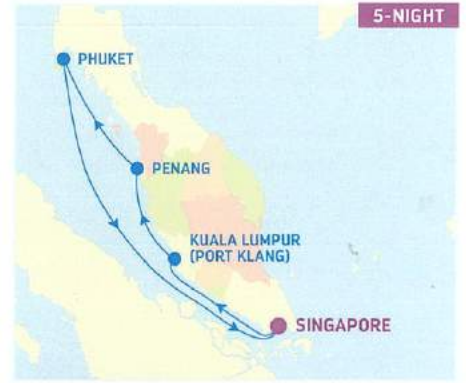 5-NIGHT
PHUKET
PENANG
KUALA LUMPUR
(PORT KLANG)
SINGAPORE